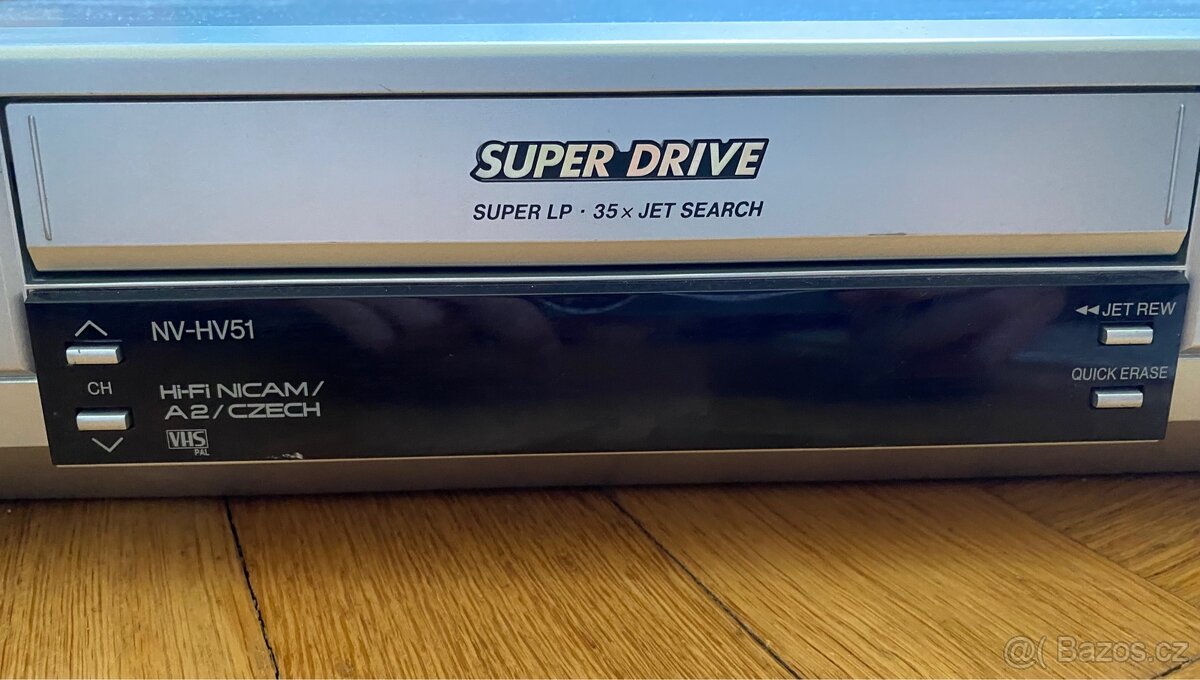 SUPER DRIVE
SUPER LP · 35x JET SEARCH
NV-HV51
CH
Hi-Fi NICAM/
A2/CZECH
VHS
PAL
◄◄ JET REW
QUICK ERASE
@( Bazos.cz